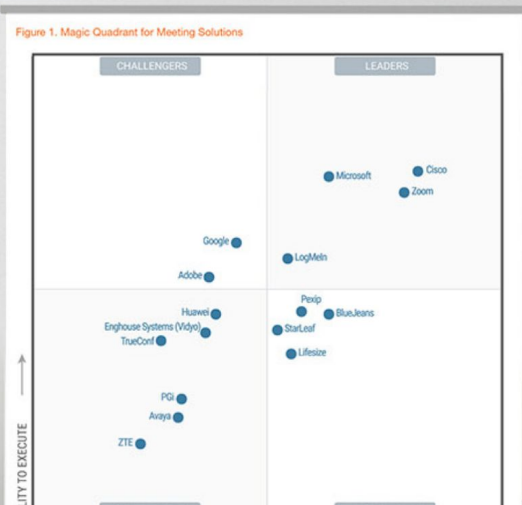 Figure 1. Magic Quadrant for Meeting Solutions
CHALLENGERS
LEADERS
Microsoft
Cisco
Zoom
Google
LogMeIn
Adobe
Pexip
Huawei
BlueJeans
Enghouse Systems (Vidyo)
StarLeaf
TrueConf
Lifesize
PGi
Avaya
ZTE
LITY TO EXECUTE